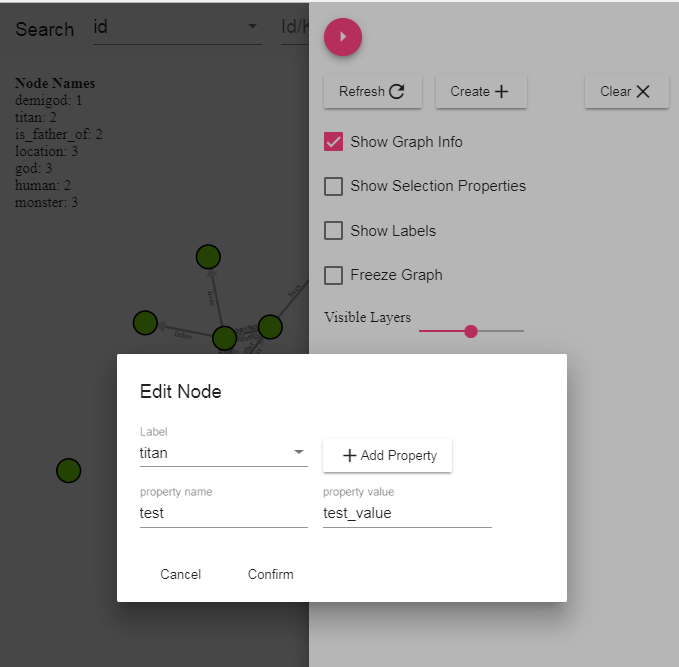 Search id Id/K
Node Names
demigod: 1
titan: 2
is_father_of: 2
location: 3
god: 3
human: 2
monster: 3
Refresh Create Clear
Show Graph Info
Show Selection Properties
Show Labels
Freeze Graph
Visible Layers
lives
father
Edit Node
Label
titan
Add Property
property name property value
test test_value
Cancel Confirm